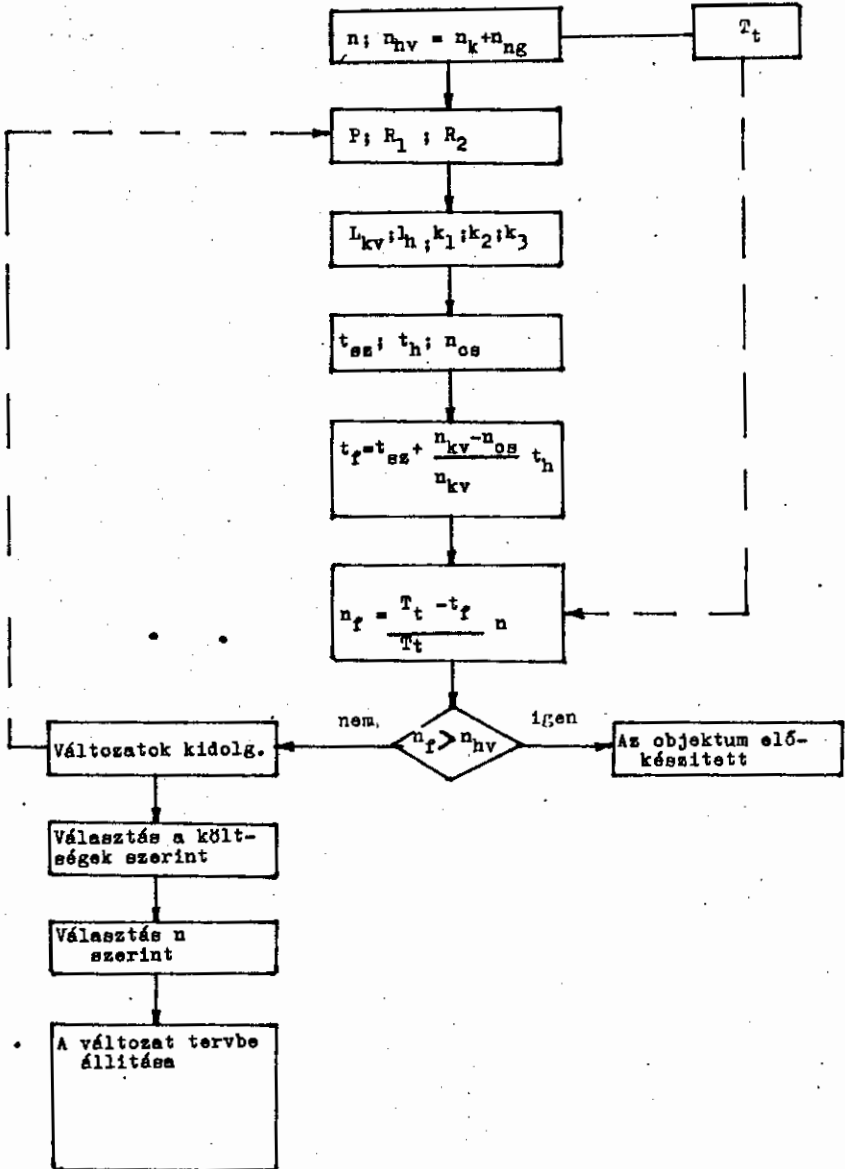 n; n_hv = n_k+n_ng
T_t
P; R_1 ; R_2
L_kv;l_h;k_1;k_2;k_3
t_sz; t_h; n_os
t_f=t_sz+ n_kv-n_os t_h
n_kv
n_f = T_t -t_f n
T_t
nem,
n_f>n_hv
igen
Változatok kidolg.
Az objektum elő-
készitett
Választás a költ-
ségek szerint
Választás n
szerint
A változat tervbe
állitása